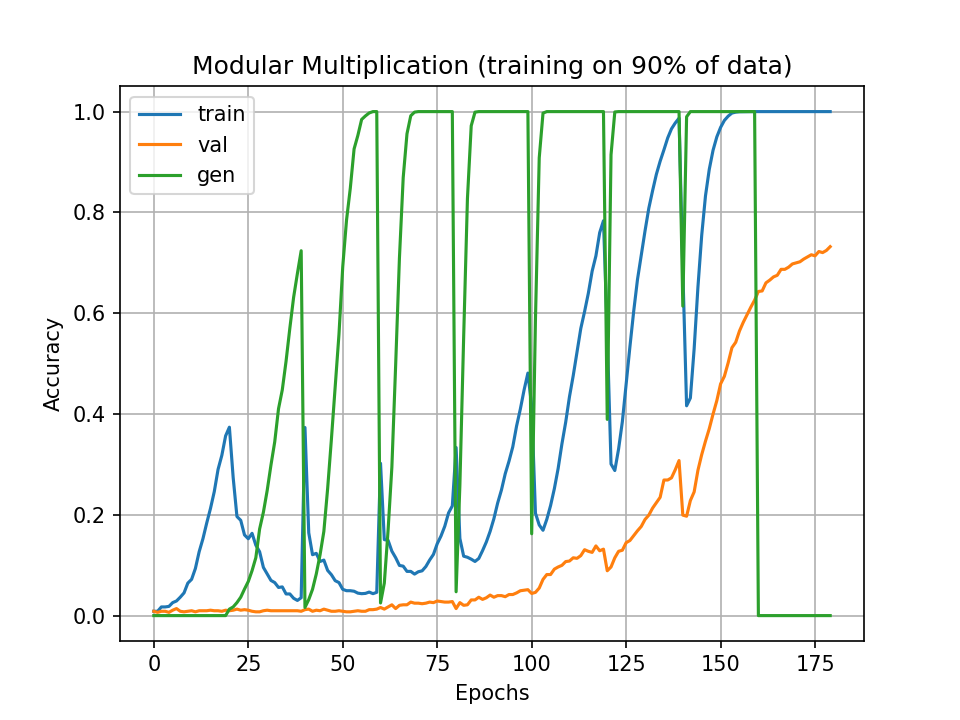 Modular Multiplication (training on 90% of data)
train
val
gen
Accuracy
1.0
0.8
0.6
0.4
0.2
0.0
0 25 50 75 100 125 150 175
Epochs